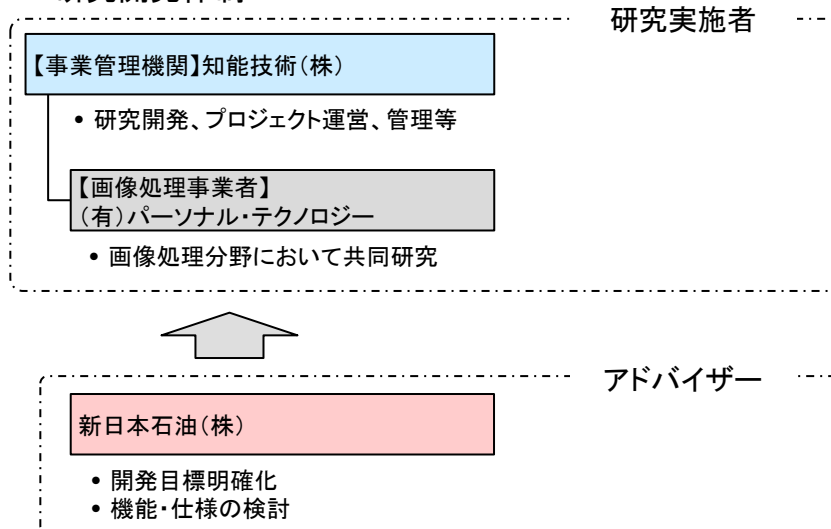 研究実施者
【事業管理機関】知能技術(株)
• 研究開発、プロジェクト運営、管理等
【画像処理事業者】
(有)パーソナル・テクノロジー
• 画像処理分野において共同研究
アドバイザー
新日本石油(株)
• 開発目標明確化
• 機能・仕様の検討